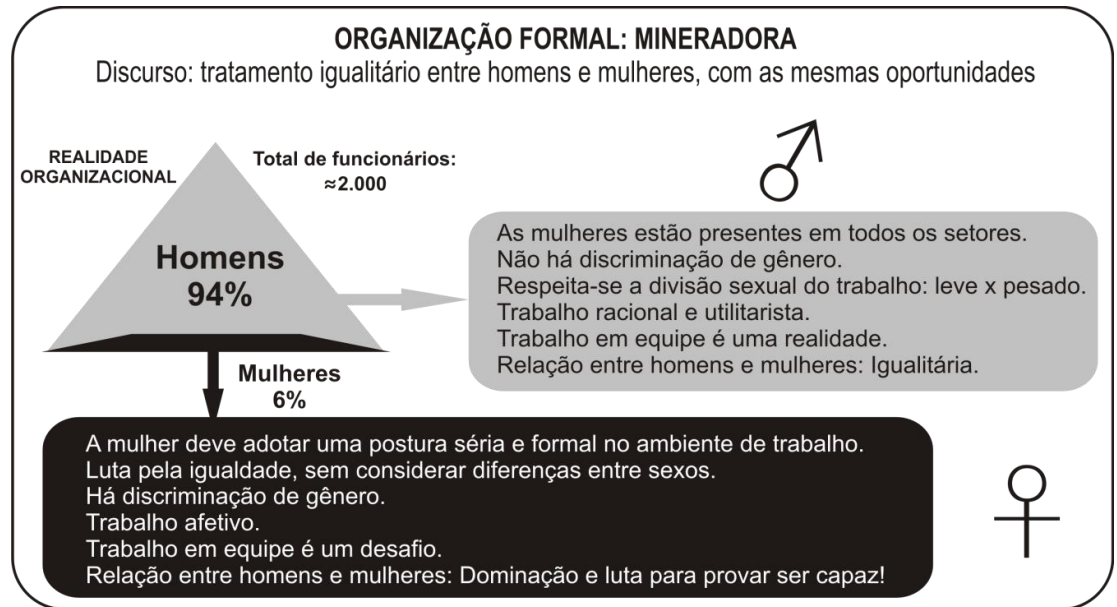 ORGANIZAÇÃO FORMAL: MINERADORA
Discurso: tratamento igualitário entre homens e mulheres, com as mesmas oportunidades
REALIDADE
ORGANIZACIONAL
Total de funcionários:
≈2.000
Homens
94%
As mulheres estão presentes em todos os setores.
Não há discriminação de gênero.
Respeita-se a divisão sexual do trabalho: leve x pesado.
Trabalho racional e utilitarista.
Trabalho em equipe é uma realidade.
Relação entre homens e mulheres: Igualitária.
Mulheres
6%
A mulher deve adotar uma postura séria e formal no ambiente de trabalho.
Luta pela igualdade, sem considerar diferenças entre sexos.
Há discriminação de gênero.
Trabalho afetivo.
Trabalho em equipe é um desafio.
Relação entre homens e mulheres: Dominação e luta para provar ser capaz!